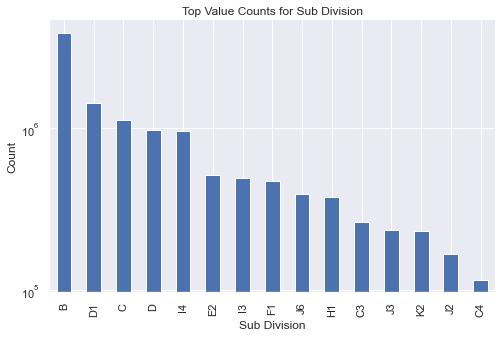 Top Value Counts for Sub Division
Count
10⁶
10⁵
B D1 C D I4 E2 I3 F1 J6 H1 C3 J3 K2 J2 C4
Sub Division